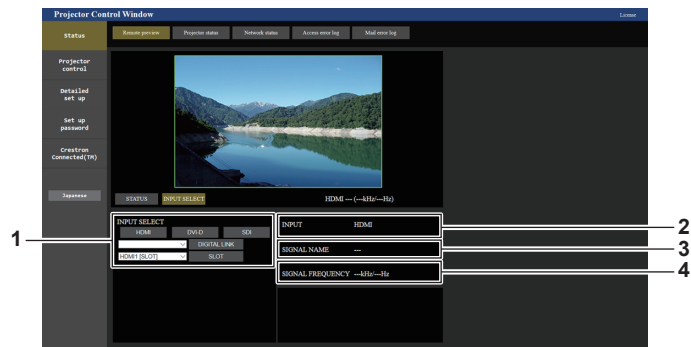 Projector Control Window
License
Status
Remote preview
Projector status
Network status
Access error log
Mail error log
Projector
control
Detailed
set up
Set up
password
Crestron
Connected(TM)
Japanese
STATUS
INPUT SELECT
HDMI --- (---kHz/---Hz)
1
INPUT SELECT
HDMI
DVI-D
SDI
DIGITAL LINK
HDMI1 [SLOT]
SLOT
INPUT HDMI
2
SIGNAL NAME ---
3
SIGNAL FREQUENCY ---kHz/---Hz
4